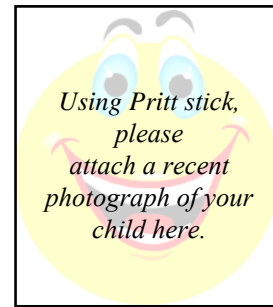 Using Pritt stick,
please
attach a recent
photograph of your
child here.